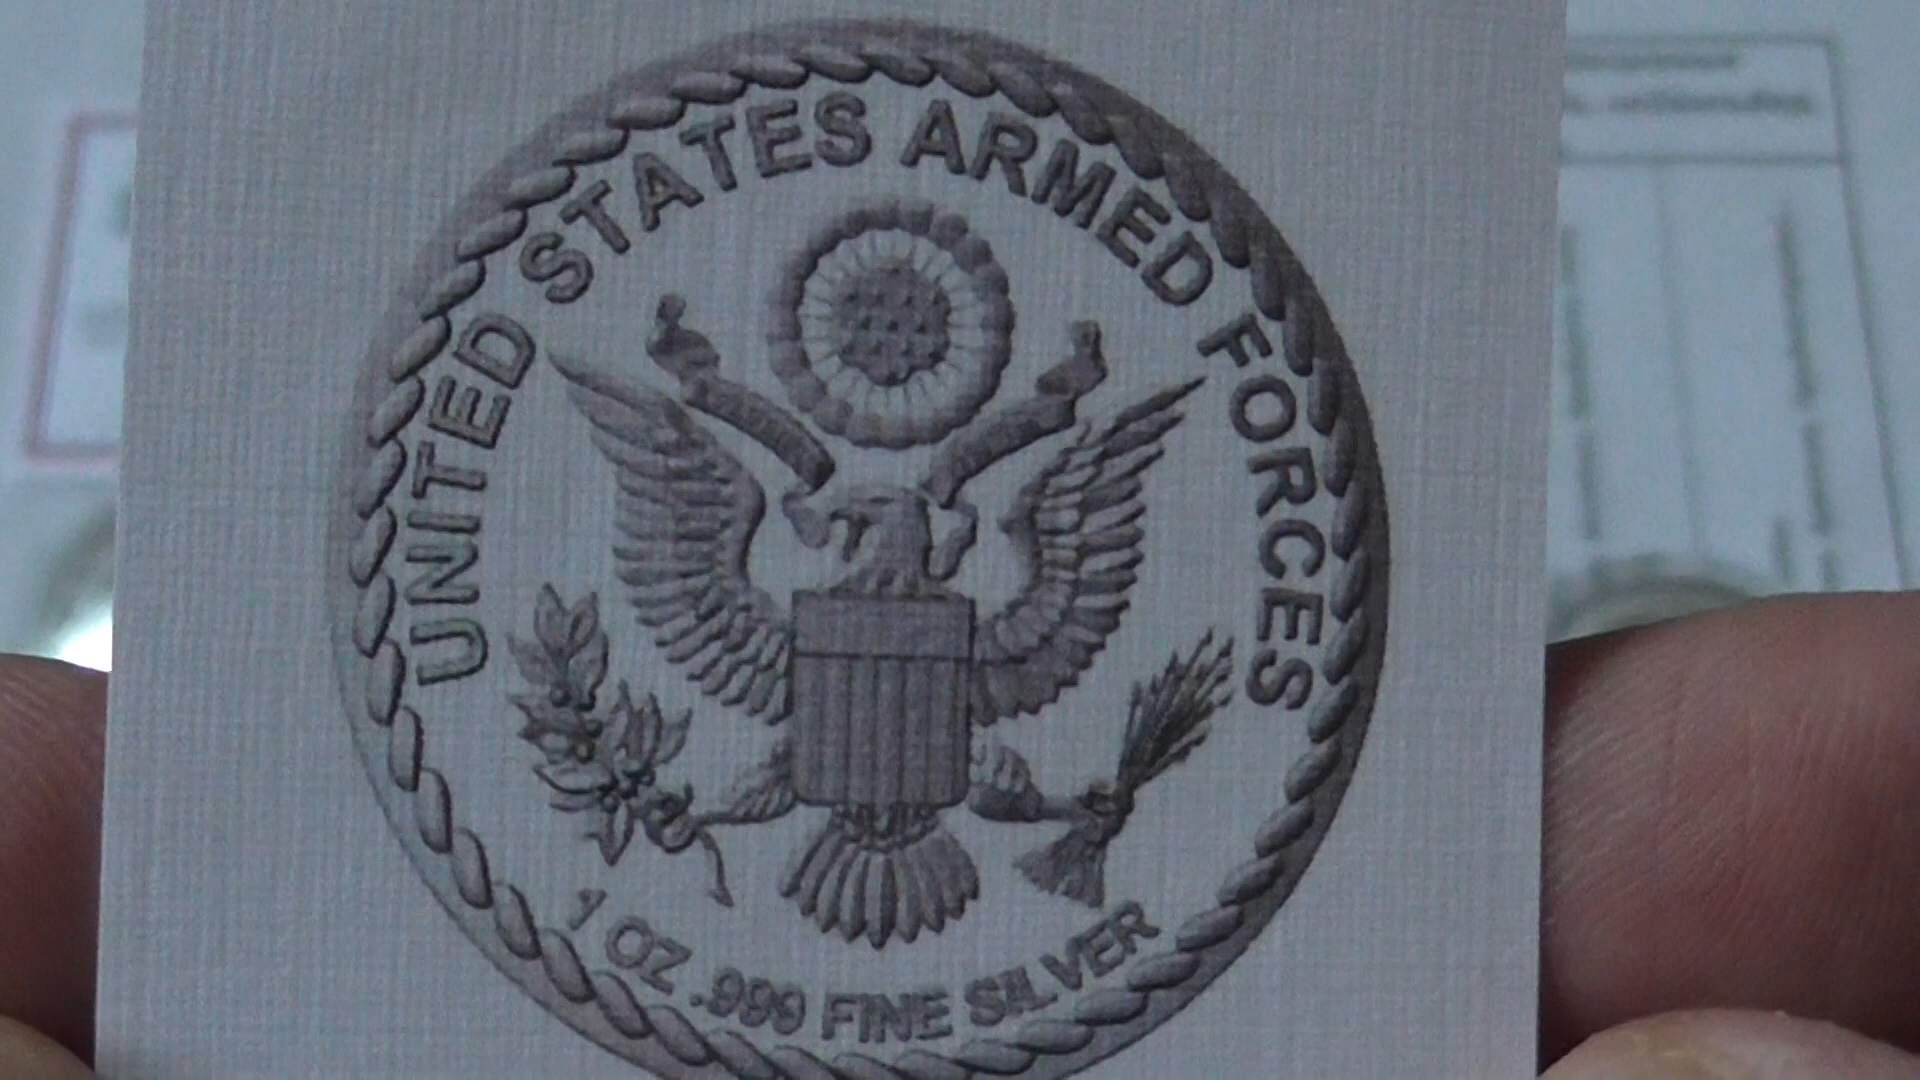 UNITED STATES ARMED FORCES
1 OZ .999 FINE SILVER